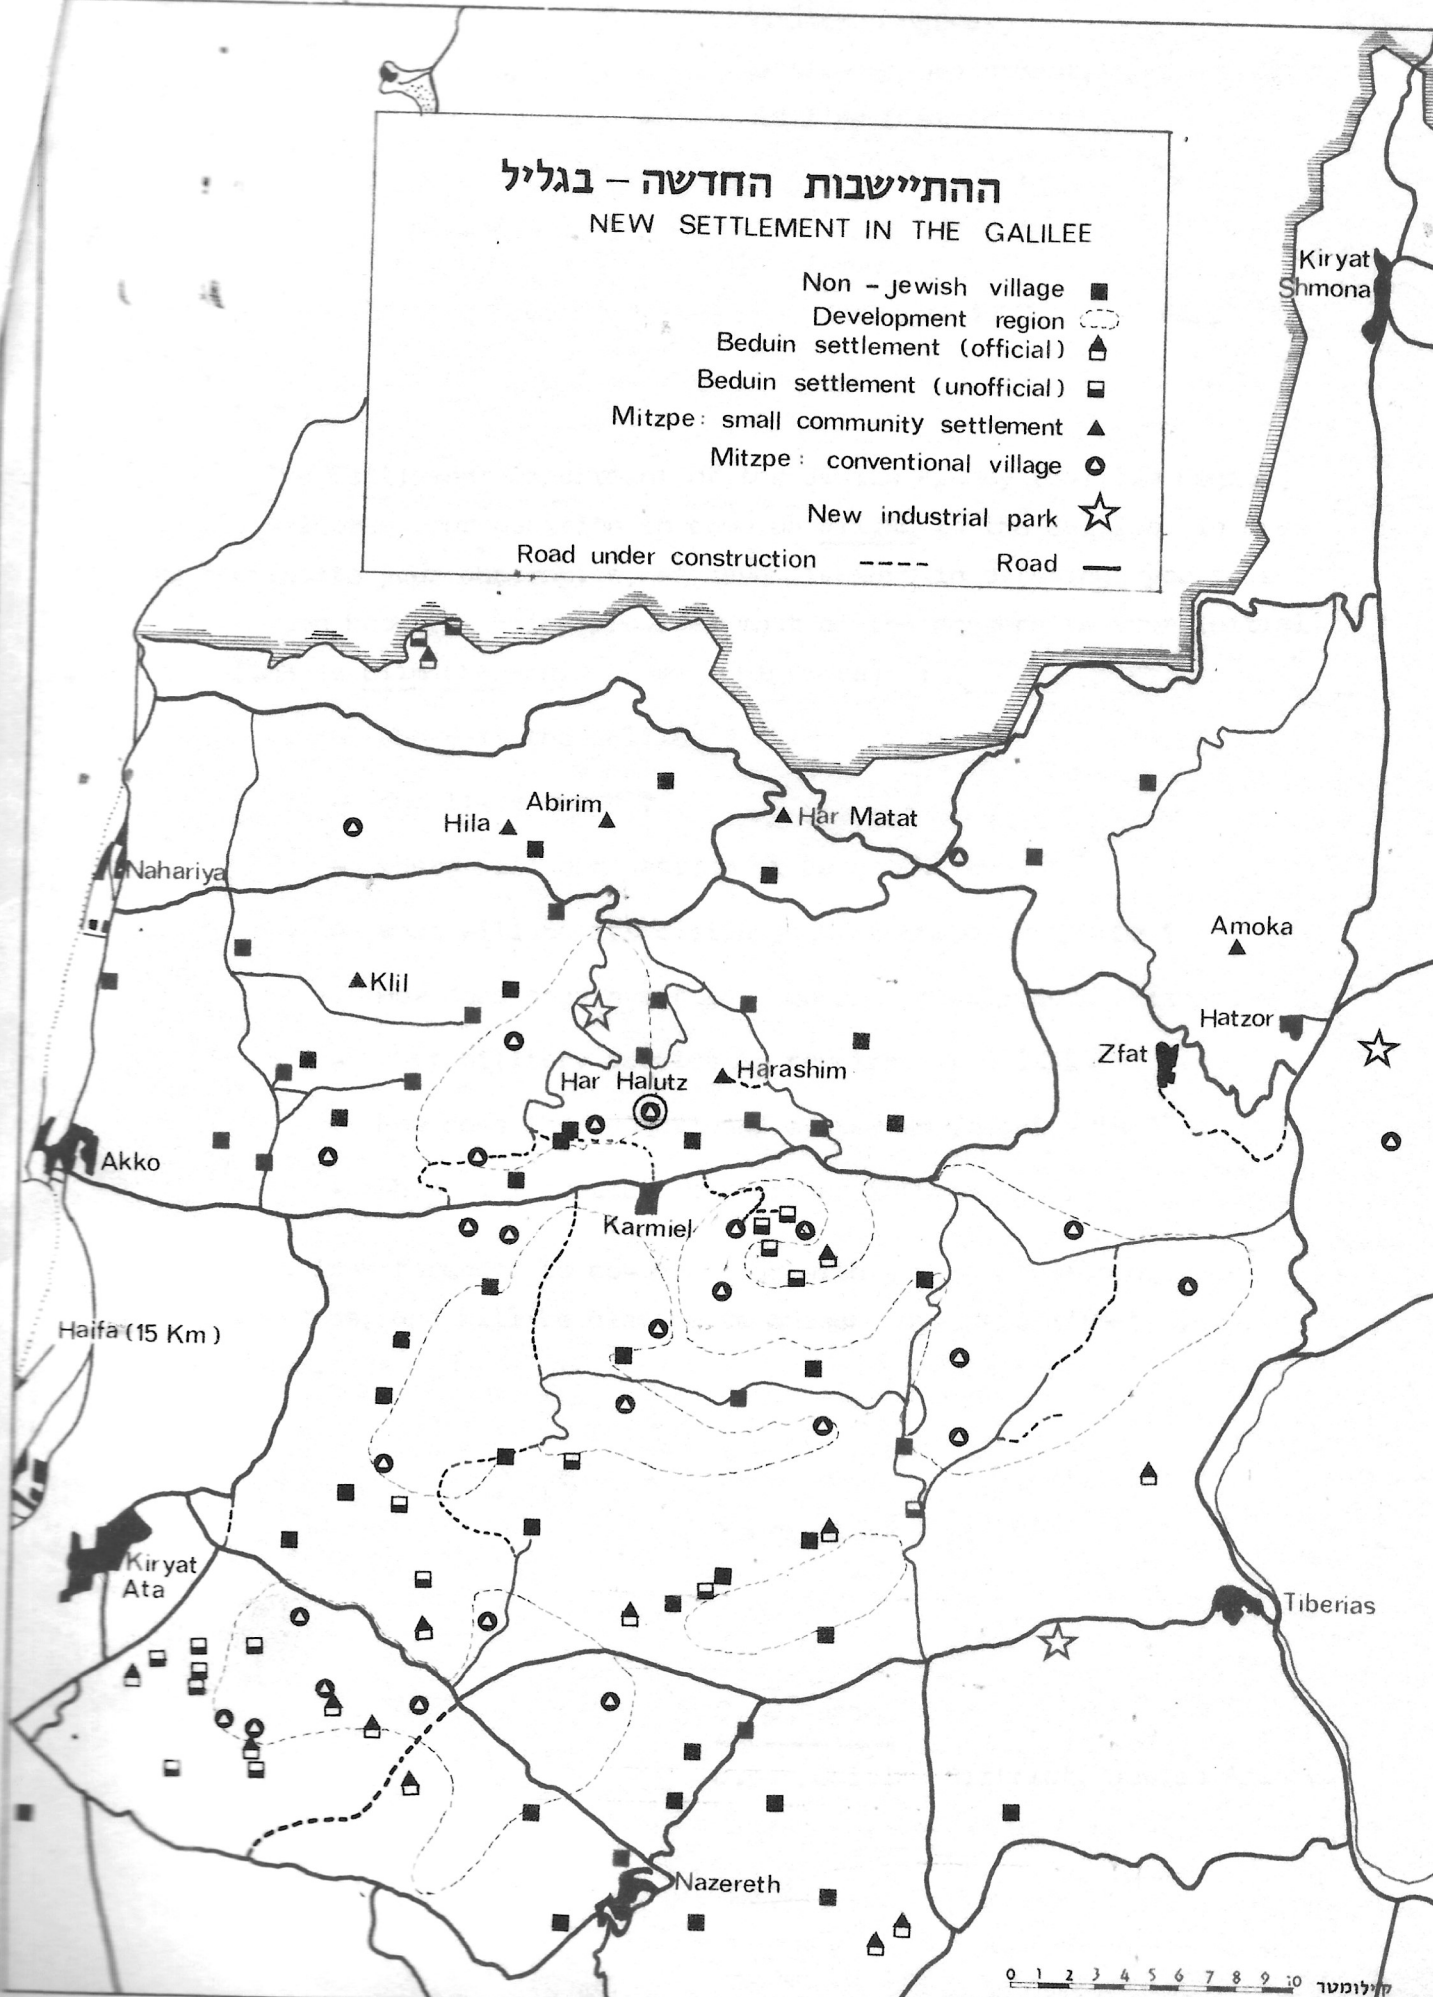 ההתיישבות החדשה – בגליל
NEW SETTLEMENT IN THE GALILEE
Non - Jewish village
Development region
Beduin settlement (official)
Beduin settlement (unofficial)
Mitzpe: small community settlement
Mitzpe: conventional village
New industrial park
Road under construction Road
Kiryat
Shmona
Abirim
Hila
Har Matat
Nahariya
Amoka
Klil
Hatzor
Zfat
Har Halutz
Harashim
Akko
Karmiel
Haifa (15 Km)
Kiryat
Ata
Tiberias
Nazereth
0 1 2 3 4 5 6 7 8 9 10 קילומטר